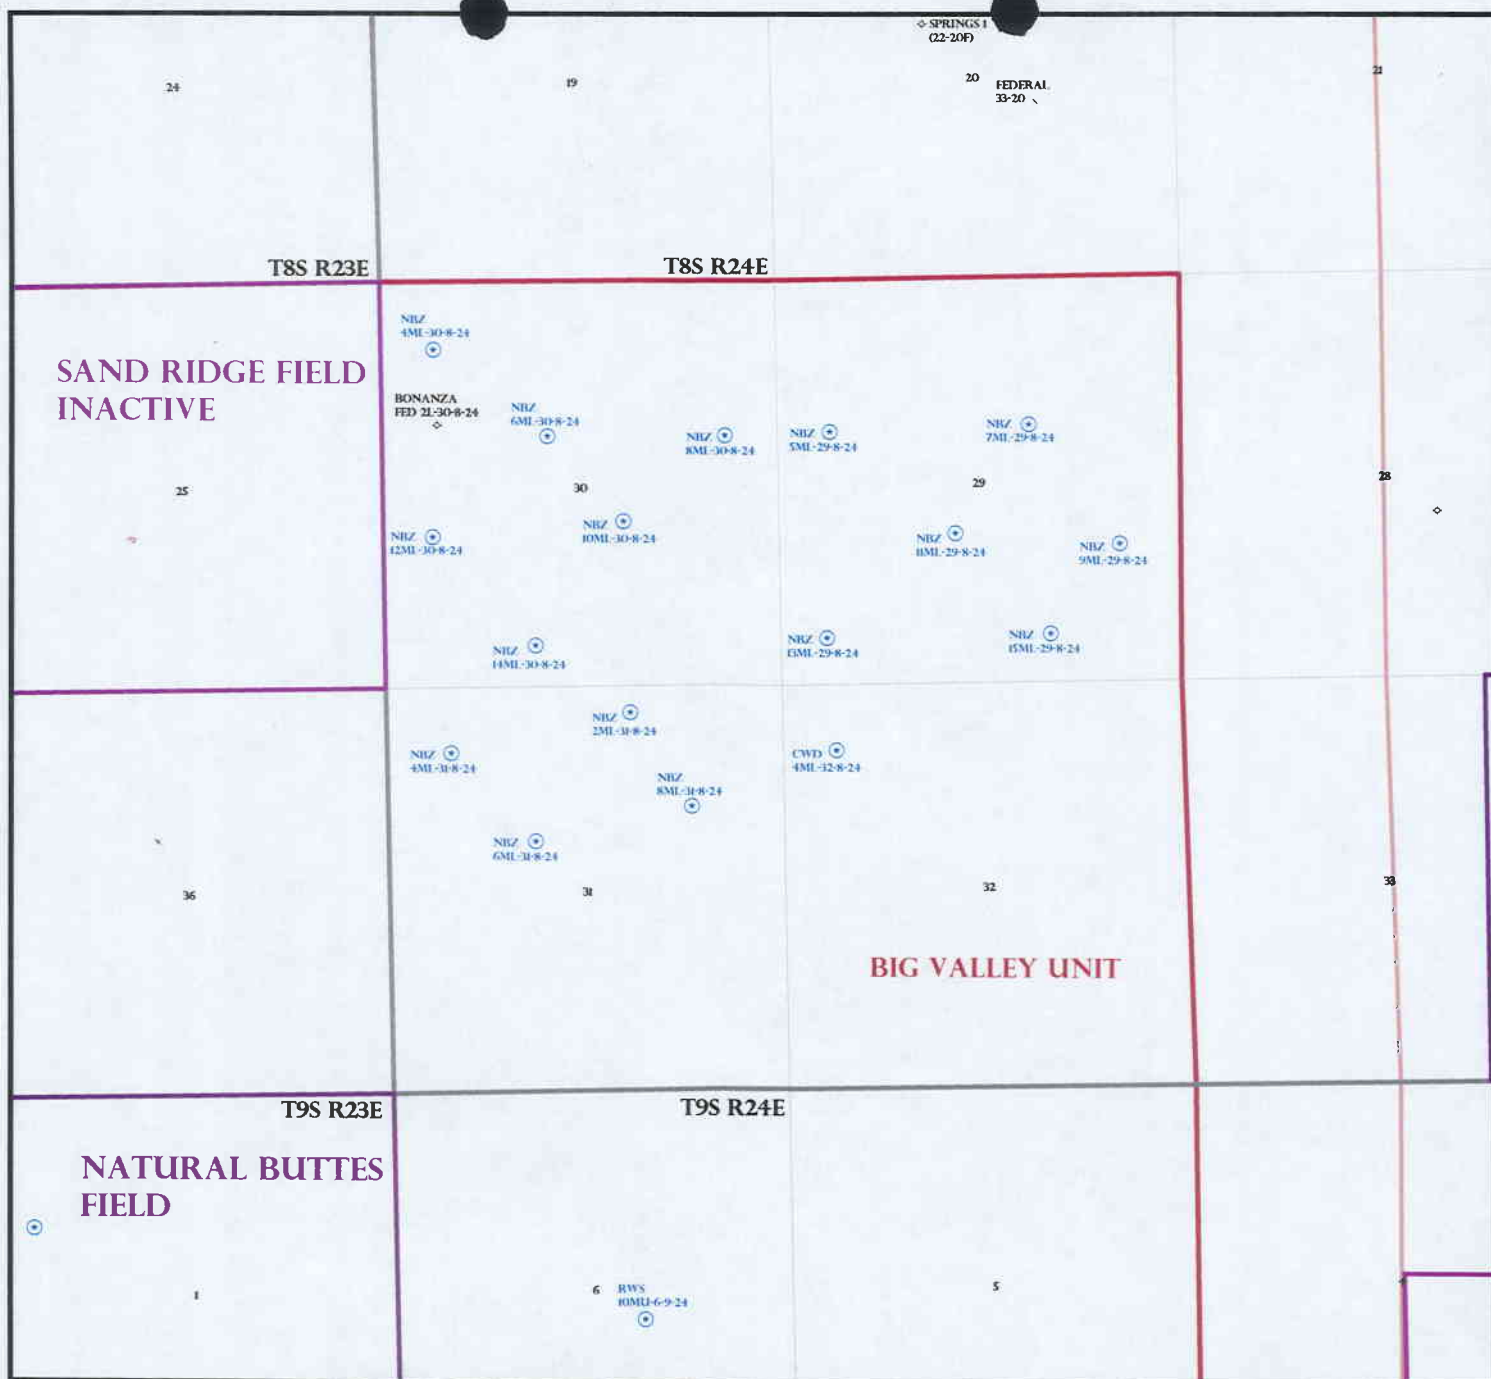 SPRINGS 1
(22-20F)
24
19
20
FEDERAL
33-20
21
T8S R23E
T8S R24E
NBZ
4ML-30-8-24
SAND RIDGE FIELD
INACTIVE
BONANZA
FED 2L-30-8-24
NBZ
6ML-30-8-24
NBZ
8ML-30-8-24
NBZ
5ML-29-8-24
NBZ
7ML-29-8-24
25
30
29
28
NBZ
12ML-30-8-24
NBZ
10ML-30-8-24
NBZ
11ML-29-8-24
NBZ
9ML-29-8-24
NBZ
14ML-30-8-24
NBZ
13ML-29-8-24
NBZ
15ML-29-8-24
NBZ
2ML-31-8-24
NBZ
4ML-31-8-24
NBZ
8ML-31-8-24
CWD
4ML-32-8-24
NBZ
6ML-31-8-24
36
31
32
33
BIG VALLEY UNIT
T9S R23E
T9S R24E
NATURAL BUTTES
FIELD
1
6
RWS
10MU-6-9-24
5